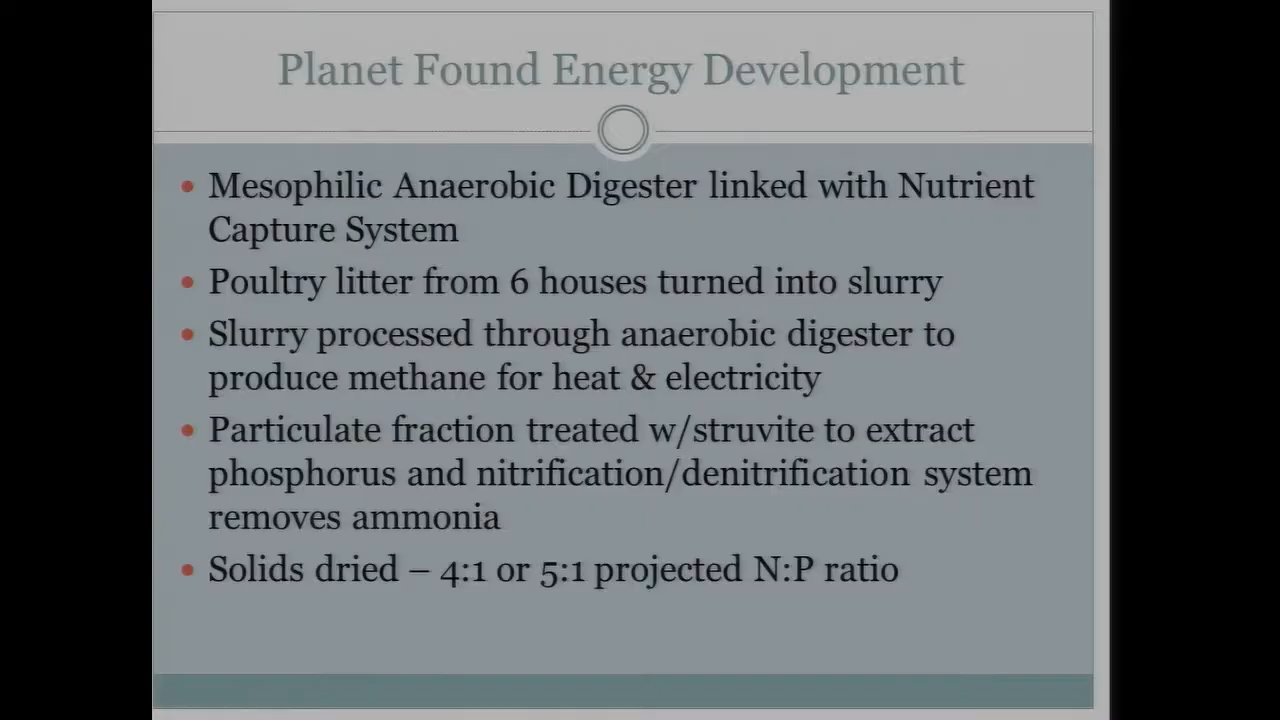 Planet Found Energy Development
• Mesophilic Anaerobic Digester linked with Nutrient
Capture System
• Poultry litter from 6 houses turned into slurry
• Slurry processed through anaerobic digester to
produce methane for heat & electricity
• Particulate fraction treated w/struvite to extract
phosphorus and nitrification/denitrification system
removes ammonia
• Solids dried – 4:1 or 5:1 projected N:P ratio